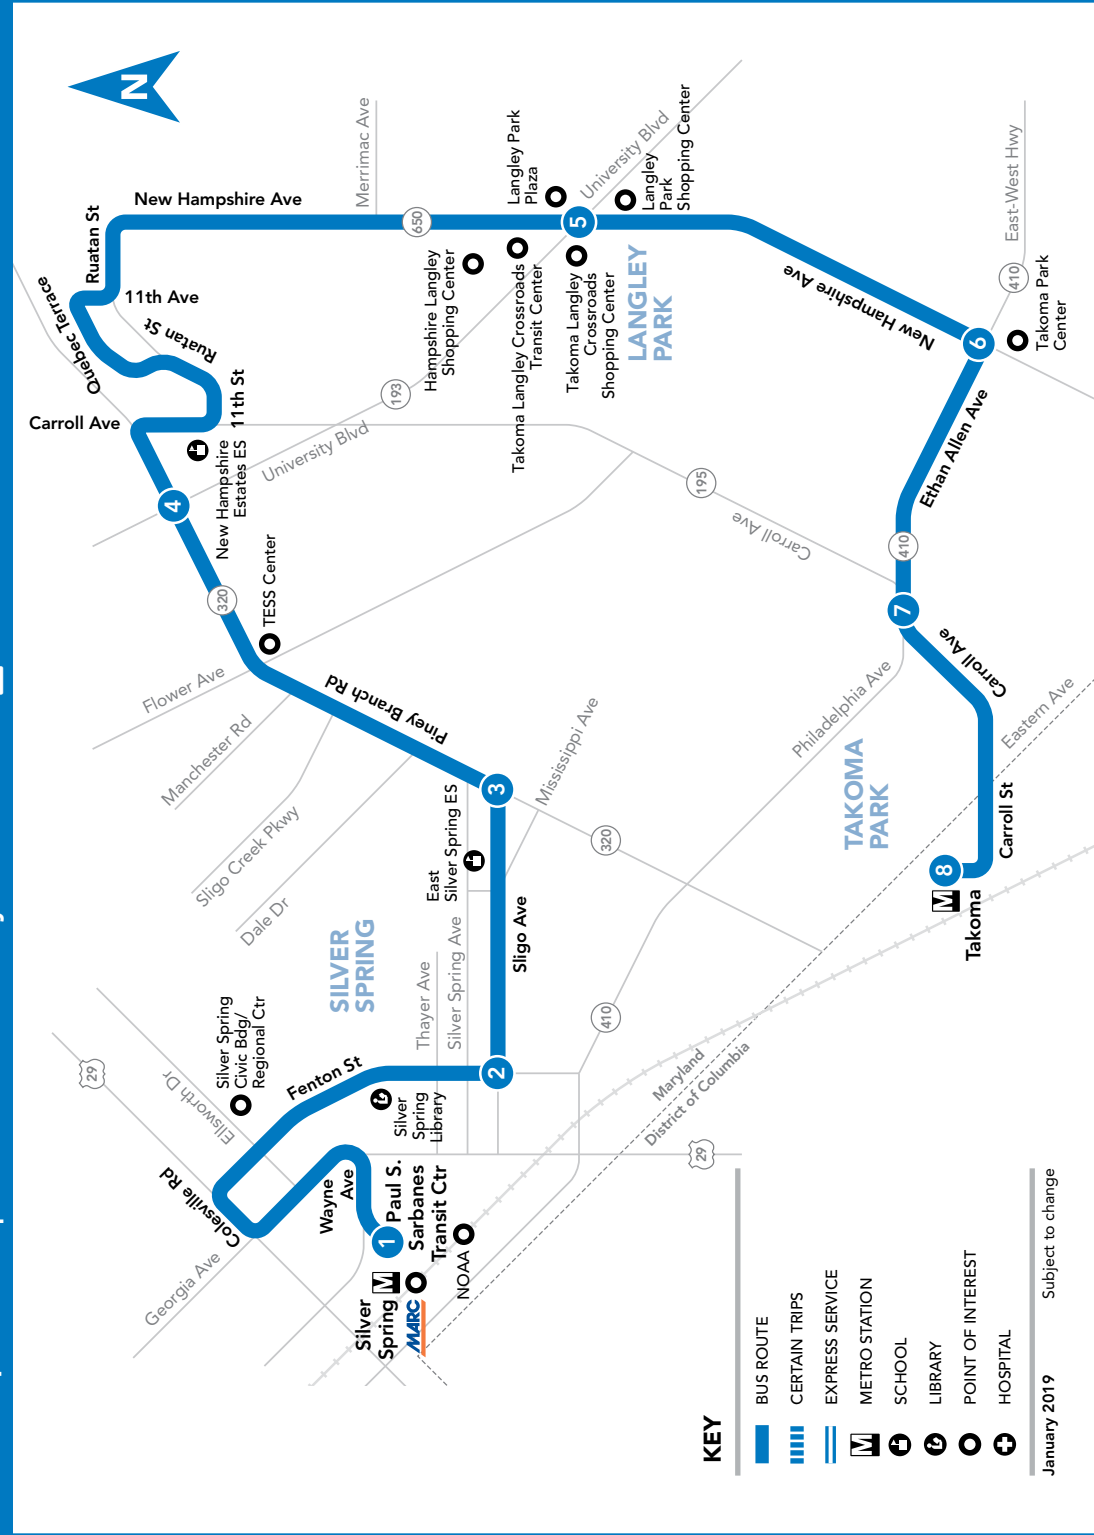 N
Merrimac Ave
New Hampshire Ave
Ruatan St
11th Ave
Ruatan St
Quebec Terrace
Carroll Ave
11th St
New Hampshire
Estates ES
University Blvd
193
650
Hampshire Langley
Shopping Center
Takoma Langley Crossroads
Transit Center
Takoma Langley
Crossroads
Shopping Center
Langley Park
Plaza
University Blvd
Langley
Park
Shopping Center
5
LANGLEY
PARK
New Hampshire Ave
East-West Hwy
410
Takoma Park
Center
6
Ethan Allen Ave
410
7
195
Carroll Ave
Carroll Ave
4
320
TESS Center
Flower Ave
Manchester Rd
Sligo Creek Pkwy
Dale Dr
Piney Branch Rd
3
Mississippi Ave
320
East
Silver Spring ES
Sligo Ave
Silver Spring Ave
Thayer Ave
SILVER
SPRING
Philadelphia Ave
TAKOMA
PARK
Eastern Ave
Carroll St
8
M
Takoma
410
Maryland
District of Columbia
29
29
Silver Spring
Civic Bdg/
Regional Ctr
Ellsworth Dr
Fenton St
2
Silver
Spring
Library
Colesville Rd
Georgia Ave
Wayne
Ave
1
Paul S.
Sarbanes
Transit Ctr
NOAA
Silver
Spring
M
MARC
KEY
BUS ROUTE
CERTAIN TRIPS
EXPRESS SERVICE
M METRO STATION
SCHOOL
LIBRARY
POINT OF INTEREST
HOSPITAL
January 2019 Subject to change